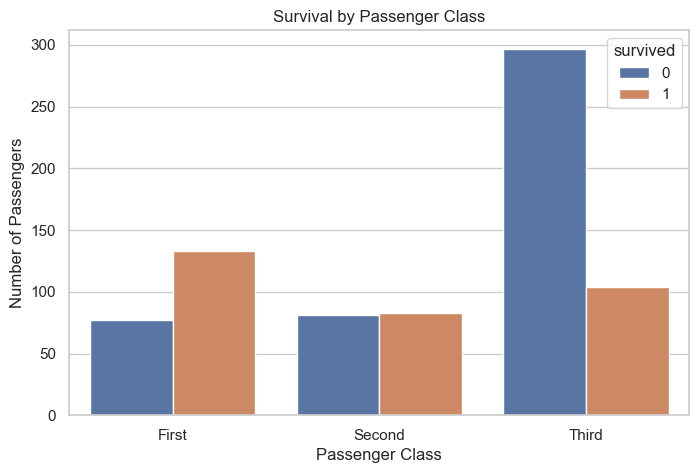 Survival by Passenger Class
survived
0
1
Number of Passengers
300
250
200
150
100
50
0
First Second Third
Passenger Class